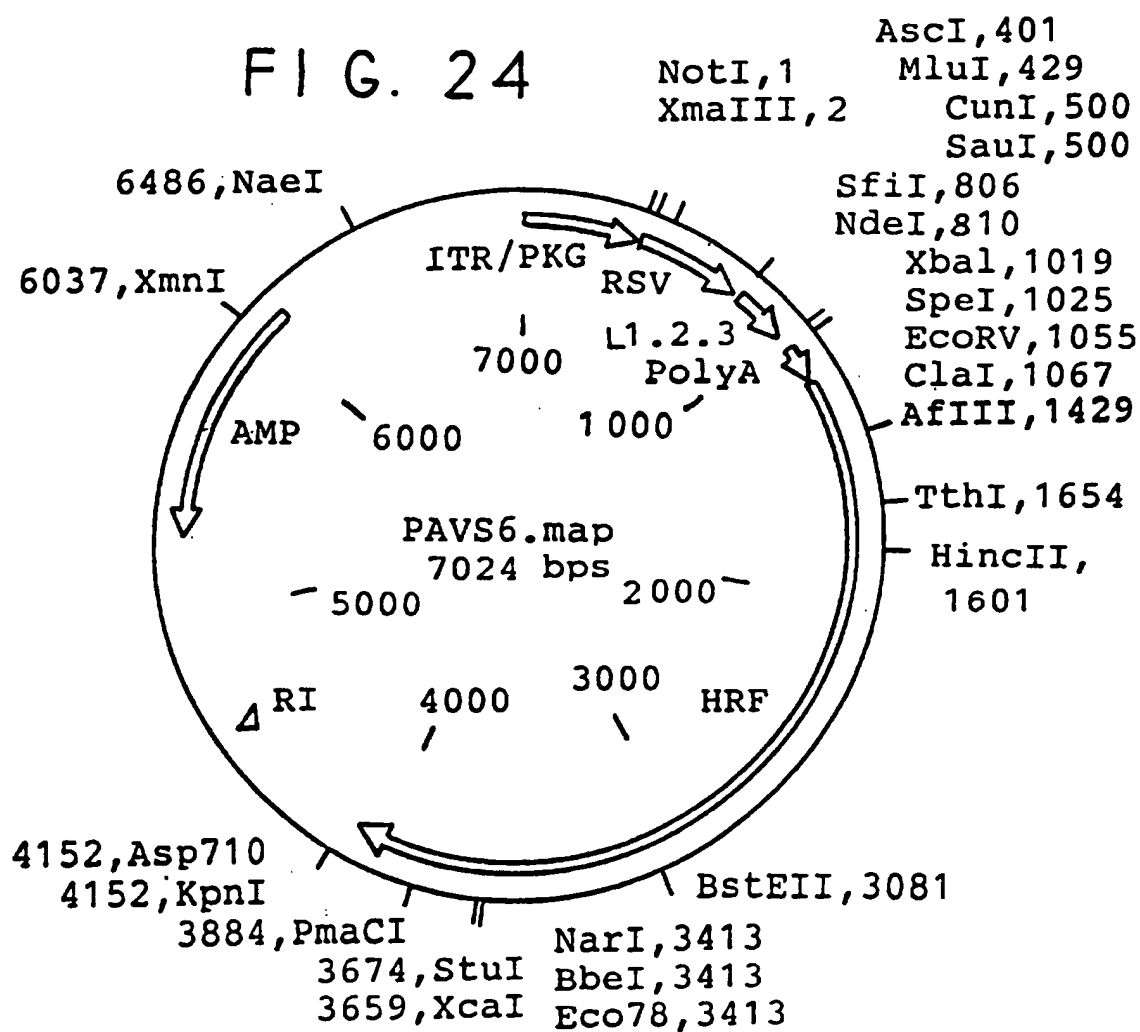 FIG. 24
NotI,1
XmaIII,2
AscI,401
MluI,429
CunI,500
SauI,500
SfiI,806
NdeI,810
Xbal,1019
SpeI,1025
EcoRV,1055
ClaI,1067
AfIII,1429
TthI,1654
HincII,
1601
BstEII,3081
NarI,3413
BbeI,3413
Eco78,3413
3674,StuI
3659,XcaI
3884,PmaCI
4152,Asp710
4152,KpnI
6037,XmnI
6486,NaeI
ITR/PKG
RSV
L1.2.3
PolyA
7000
1000
6000
AMP
PAVS6.map
7024 bps
2000
5000
3000
4000
HRF
RI